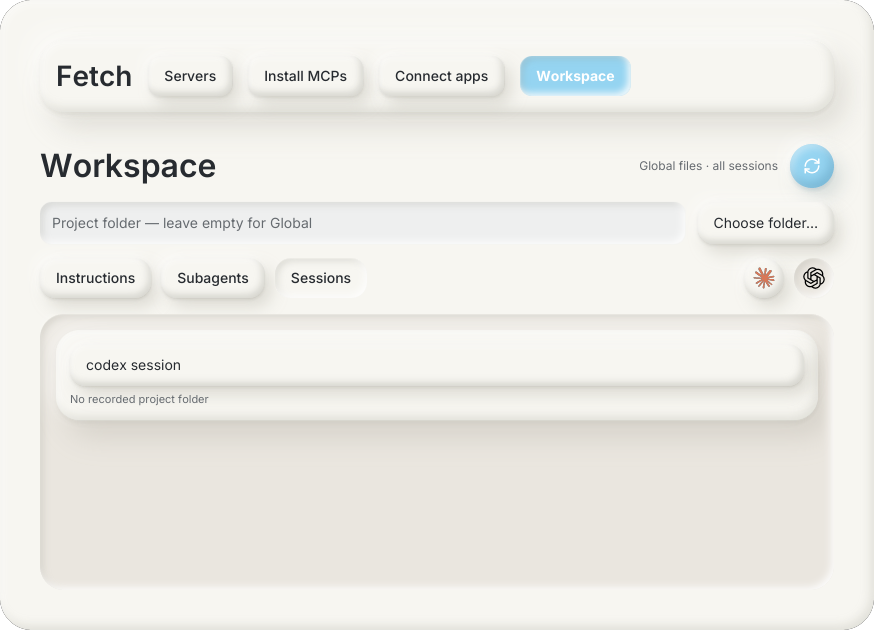 Fetch
Servers
Install MCPs
Connect apps
Workspace
Workspace
Global files · all sessions
Project folder — leave empty for Global
Choose folder...
Instructions
Subagents
Sessions
codex session
No recorded project folder